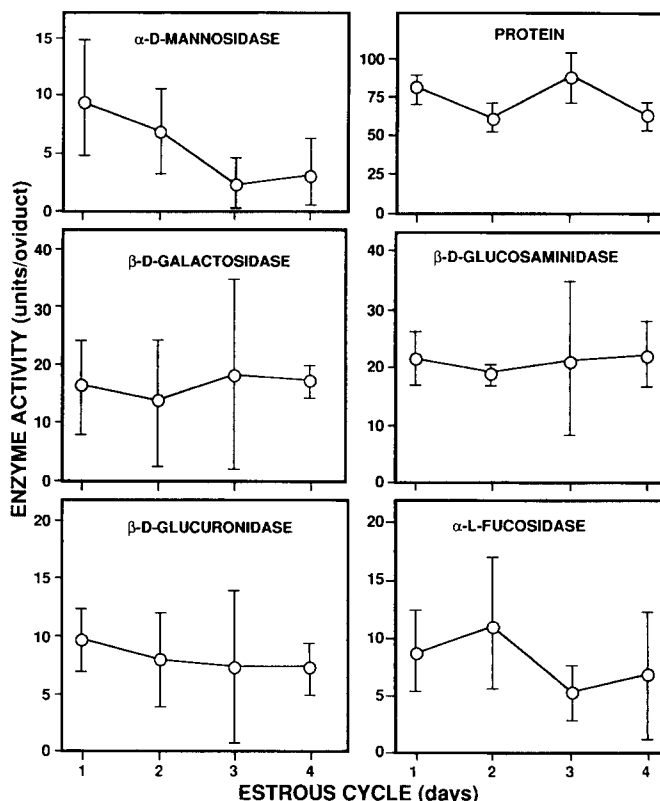 α-D-MANNOSIDASE
15
10
5
0
PROTEIN
100
75
50
0
β-D-GALACTOSIDASE
40
30
20
10
0
β-D-GLUCOSAMINIDASE
40
30
20
10
0
β-D-GLUCURONIDASE
20
15
10
5
0
1 2 3 4
α-L-FUCOSIDASE
20
15
10
5
0
1 2 3 4
ENZYME ACTIVITY (units/oviduct)
ESTROUS CYCLE (days)